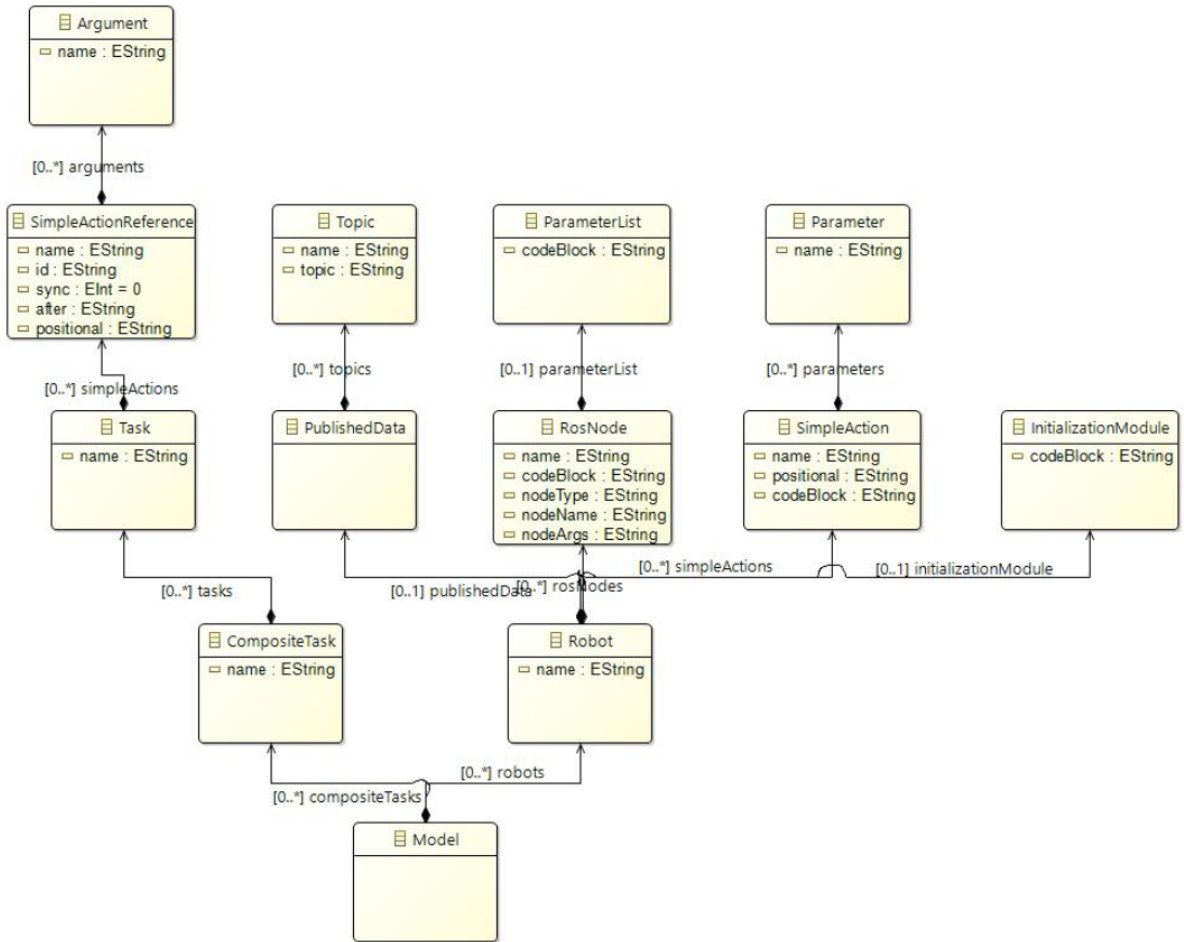 Argument
name : EString
[0..*] arguments
SimpleActionReference
name : EString
id : EString
sync : EInt = 0
after : EString
positional : EString
Topic
name : EString
topic : EString
ParameterList
codeBlock : EString
Parameter
name : EString
[0..*] simpleActions
[0..*] topics
[0..1] parameterList
[0..*] parameters
Task
name : EString
PublishedData
RosNode
name : EString
codeBlock : EString
nodeType : EString
nodeName : EString
nodeArgs : EString
SimpleAction
name : EString
positional : EString
codeBlock : EString
InitializationModule
codeBlock : EString
[0..*] tasks
[0..1] publishedData
[0..*] rosNodes
[0..*] simpleActions
[0..1] initializationModule
CompositeTask
name : EString
Robot
name : EString
[0..*] compositeTasks
[0..*] robots
Model